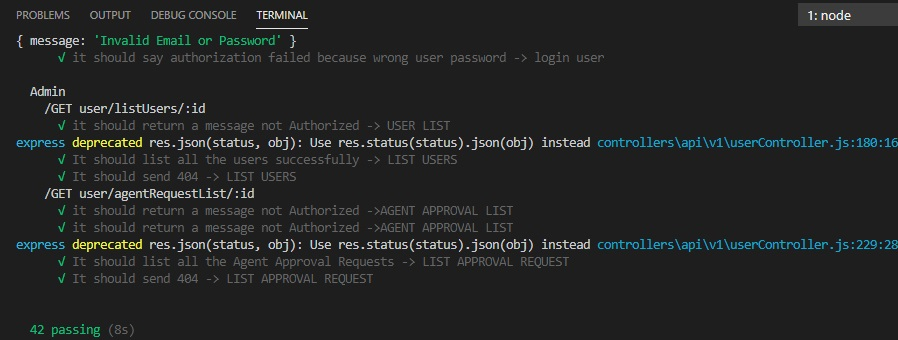 PROBLEMS OUTPUT DEBUG CONSOLE TERMINAL 1: node
{ message: 'Invalid Email or Password' }
√ it should say authorization failed because wrong user password -> login user
Admin
/GET user/listUsers/:id
√ it should return a message not Authorized -> USER LIST
express deprecated res.json(status, obj): Use res.status(status).json(obj) instead controllers\api\v1\userController.js:180:16
√ It should list all the users successfully -> LIST USERS
√ It should send 404 -> LIST USERS
/GET user/agentRequestList/:id
√ it should return a message not Authorized ->AGENT APPROVAL LIST
√ it should return a message not Authorized ->AGENT APPROVAL LIST
express deprecated res.json(status, obj): Use res.status(status).json(obj) instead controllers\api\v1\userController.js:229:28
√ It should list all the Agent Approval Requests -> LIST APPROVAL REQUEST
√ It should send 404 -> LIST APPROVAL REQUEST
42 passing (8s)